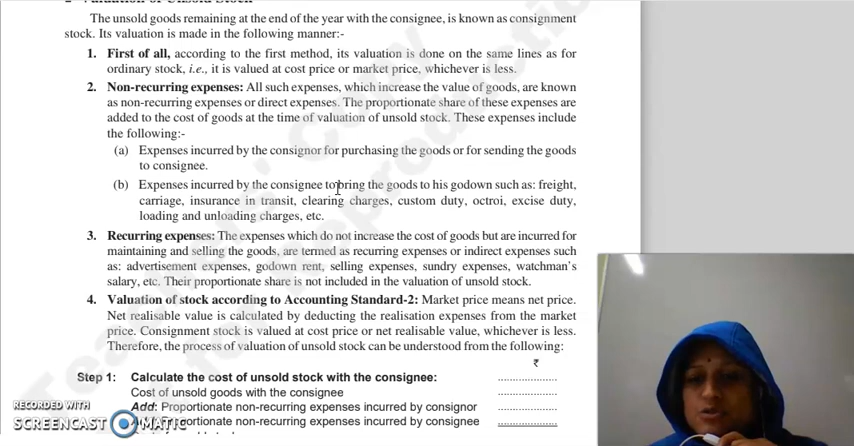 The unsold goods remaining at the end of the year with the consignee, is known as consignment
stock. Its valuation is made in the following manner:-
1. First of all, according to the first method, its valuation is done on the same lines as for
ordinary stock, i.e., it is valued at cost price or market price, whichever is less.
2. Non-recurring expenses: All such expenses, which increase the value of goods, are known
as non-recurring expenses or direct expenses. The proportionate share of these expenses are
added to the cost of goods at the time of valuation of unsold stock. These expenses include
the following:-
(a) Expenses incurred by the consignor for purchasing the goods or for sending the goods
to consignee.
(b) Expenses incurred by the consignee to bring the goods to his godown such as: freight,
carriage, insurance in transit, clearing charges, custom duty, octroi, excise duty,
loading and unloading charges, etc.
3. Recurring expenses: The expenses which do not increase the cost of goods but are incurred for
maintaining and selling the goods, are termed as recurring expenses or indirect expenses such
as: advertisement expenses, godown rent, selling expenses, sundry expenses, watchman's
salary, etc. Their proportionate share is not included in the valuation of unsold stock.
4. Valuation of stock according to Accounting Standard-2: Market price means net price.
Net realisable value is calculated by deducting the realisation expenses from the market
price. Consignment stock is valued at cost price or net realisable value, whichever is less.
Therefore, the process of valuation of unsold stock can be understood from the following:
₹
Step 1: Calculate the cost of unsold stock with the consignee: ....................
Cost of unsold goods with the consignee ....................
Add: Proportionate non-recurring expenses incurred by consignor ....................
non-recurring expenses incurred by consignee ....................
RECORDED WITH
SCREENCAST MATIC